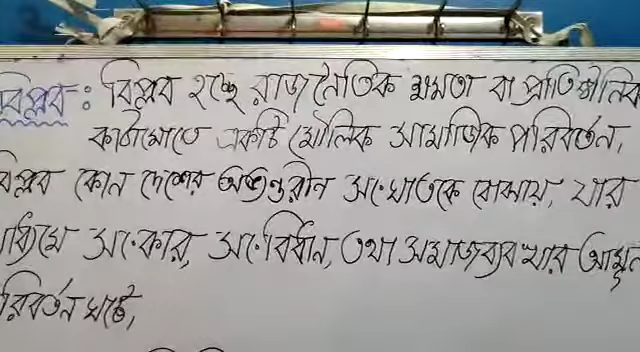 বিপ্লব : বিপ্লব হচ্ছে রাজনৈতিক ক্ষমতা বা প্রাতিষ্ঠানিক
কাঠামোতে একটি মৌলিক সামাজিক পরিবর্তন,
বিপ্লব কোন দেশের অভ্যন্তরীন সংঘাতকে বোঝায়, যার
মাধ্যমে সংস্কার, সংবিধান, তথা সমাজব্যবস্থার আমূল
পরিবর্তন ঘটে,